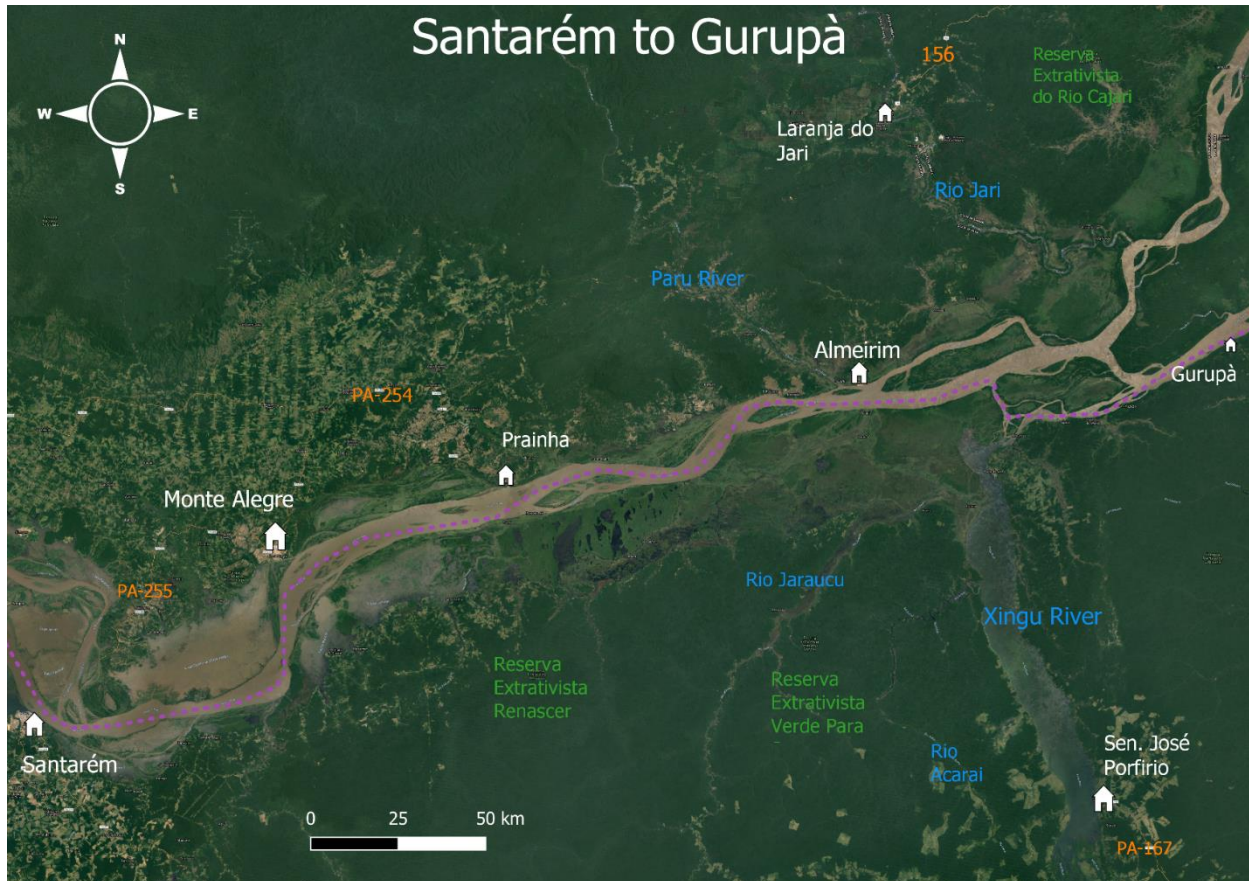 Santarém to Gurupà
N
W
E
S
156
Reserva
Extrativista
do Rio Cajari
Laranja do
Jari
Rio Jari
Paru River
Almeirim
Gurupà
PA-254
Prainha
Monte Alegre
PA-255
Rio Jaraucu
Xingu River
Reserva
Extrativista
Renascer
Reserva
Extrativista
Verde Para
Rio
Acarai
Sen. José
Porfirio
Santarém
0
25
50 km
PA-167